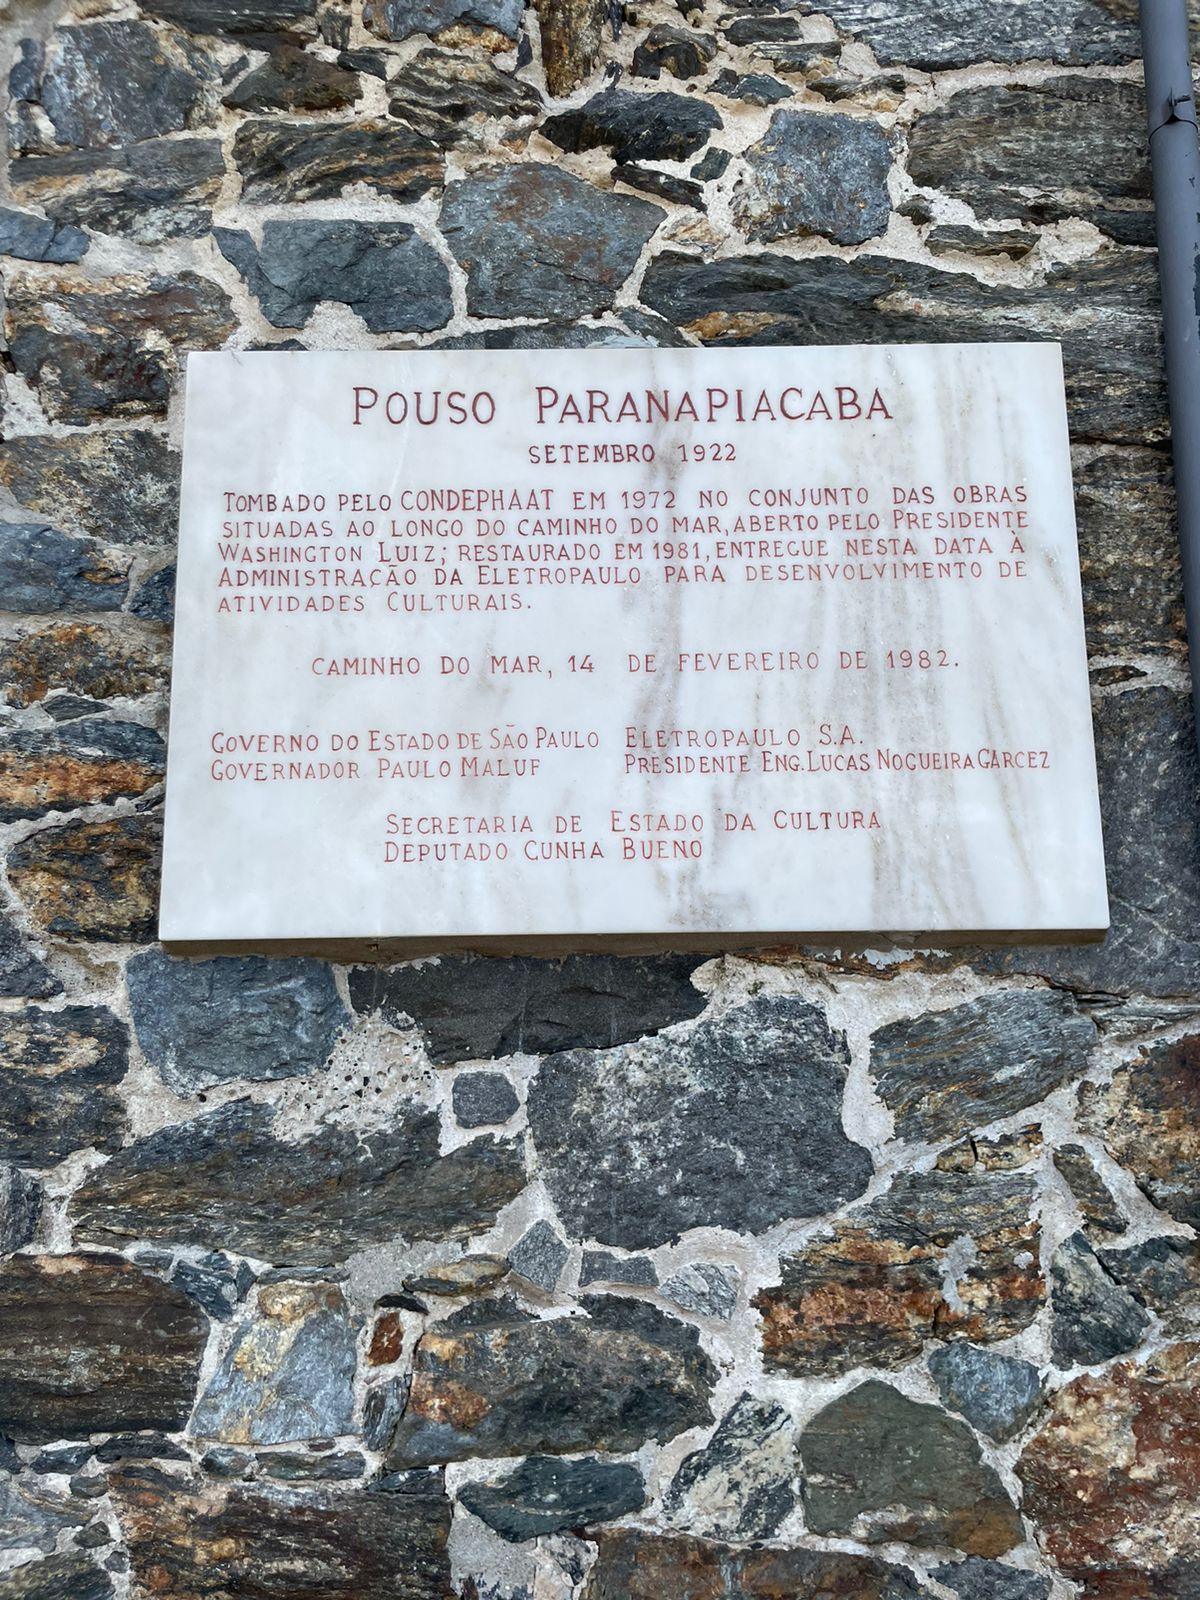 POUSO PARANAPIACABA
SETEMBRO 1922
TOMBADO PELO CONDEPHAAT EM 1972 NO CONJUNTO DAS OBRAS
SITUADAS AO LONGO DO CAMINHO DO MAR, ABERTO PELO PRESIDENTE
WASHINGTON LUIZ; RESTAURADO EM 1981, ENTREGUE NESTA DATA À
ADMINISTRAÇÃO DA ELETROPAULO PARA DESENVOLVIMENTO DE
ATIVIDADES CULTURAIS.
CAMINHO DO MAR, 14 DE FEVEREIRO DE 1982.
GOVERNO DO ESTADO DE SÃO PAULO
GOVERNADOR PAULO MALUF
ELETROPAULO S.A.
PRESIDENTE ENG. LUCAS NOGUEIRA GARCEZ
SECRETARIA DE ESTADO DA CULTURA
DEPUTADO CUNHA BUENO